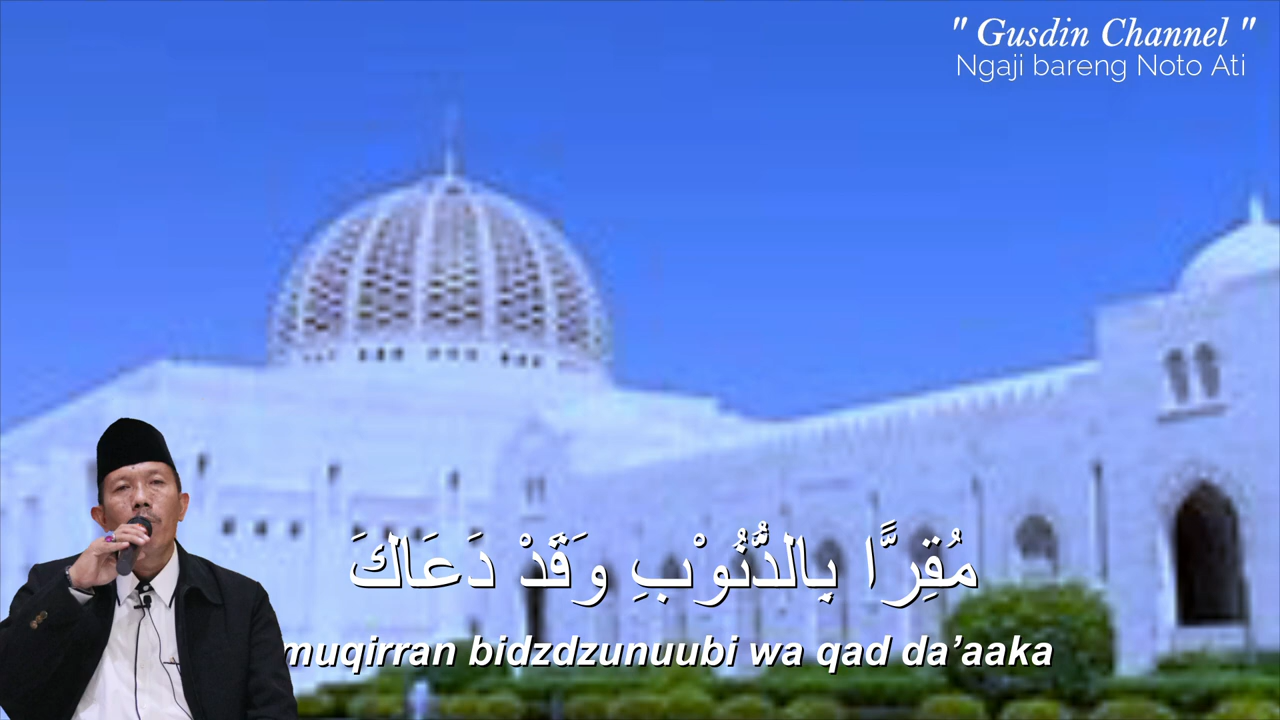 " Gusdin Channel "
Ngaji bareng Noto Ati
مُقِرًّا بِالذُّنُوْبِ وَقَدْ دَعَاكَ
muqirran bidzdzunuubi wa qad da’aaka